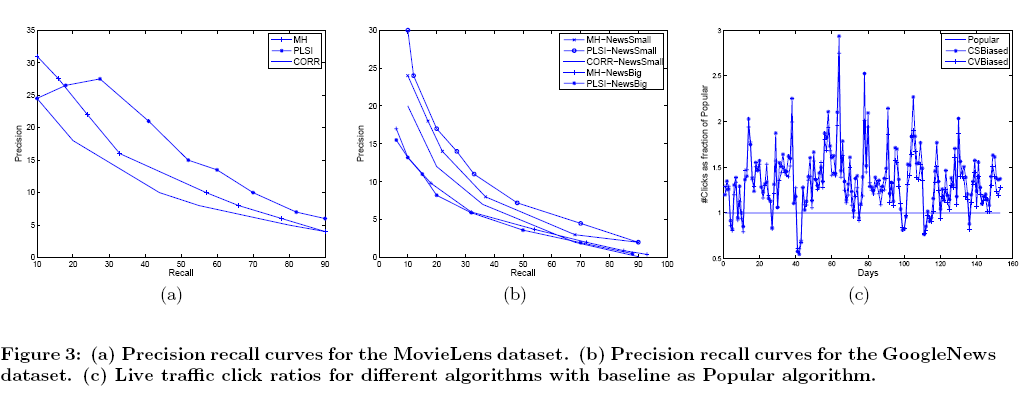 35
30
25
20
15
10
5
0
Precision
10 20 30 40 50 60 70 80 90
Recall
MH
PLSI
CORR
(a)
30
25
20
15
10
5
0
Precision
0 10 20 30 40 50 60 70 80 90 100
Recall
MH-NewsSmall
PLSI-NewsSmall
CORR-NewsSmall
MH-NewsBig
PLSI-NewsBig
(b)
3
2.5
2
1.5
1
0.5
#Clicks as fraction of Popular
0 20 40 60 80 100 120 140 160
Days
Popular
CSBiased
CVBiased
(c)
Figure 3: (a) Precision recall curves for the MovieLens dataset. (b) Precision recall curves for the GoogleNews
dataset. (c) Live traffic click ratios for different algorithms with baseline as Popular algorithm.